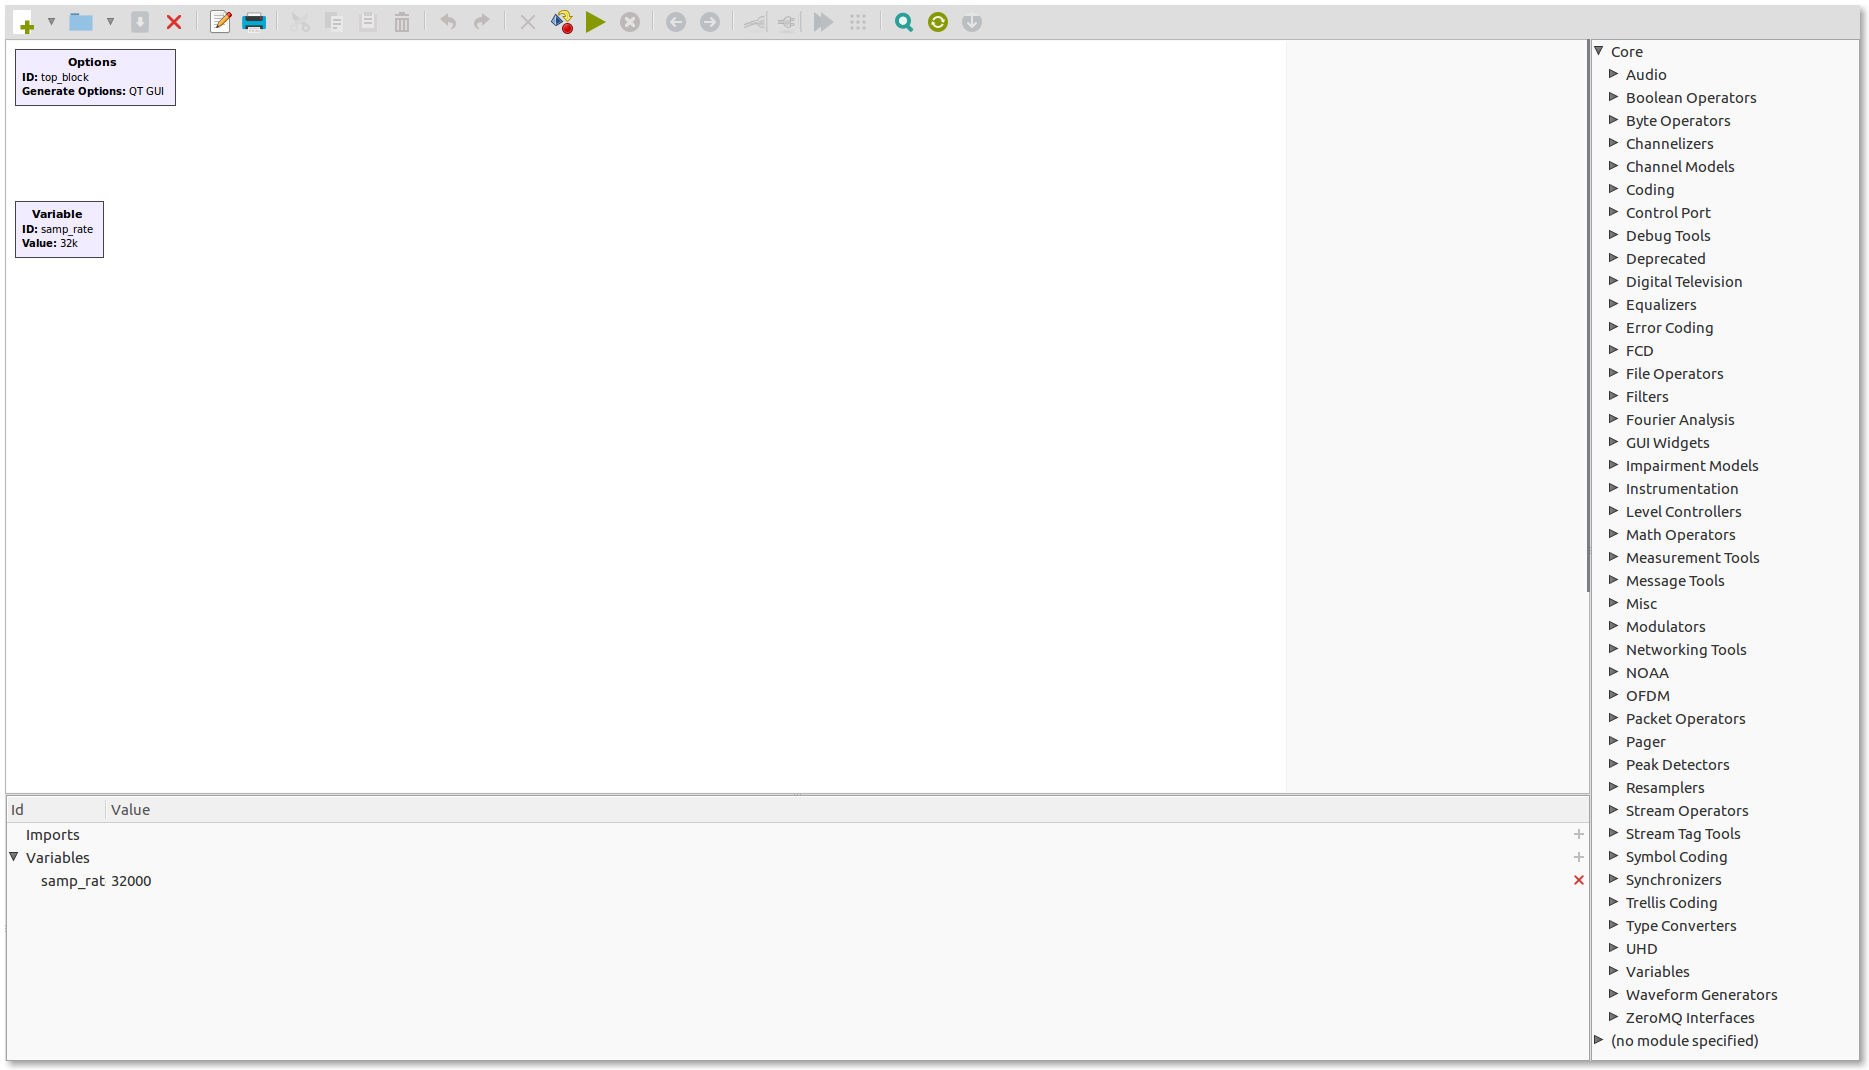 Options
ID: top_block
Generate Options: QT GUI
Variable
ID: samp_rate
Value: 32k
Id Value
Imports
Variables
samp_rat 32000
Core
Audio
Boolean Operators
Byte Operators
Channelizers
Channel Models
Coding
Control Port
Debug Tools
Deprecated
Digital Television
Equalizers
Error Coding
FCD
File Operators
Filters
Fourier Analysis
GUI Widgets
Impairment Models
Instrumentation
Level Controllers
Math Operators
Measurement Tools
Message Tools
Misc
Modulators
Networking Tools
NOAA
OFDM
Packet Operators
Pager
Peak Detectors
Resamplers
Stream Operators
Stream Tag Tools
Symbol Coding
Synchronizers
Trellis Coding
Type Converters
UHD
Variables
Waveform Generators
ZeroMQ Interfaces
(no module specified)